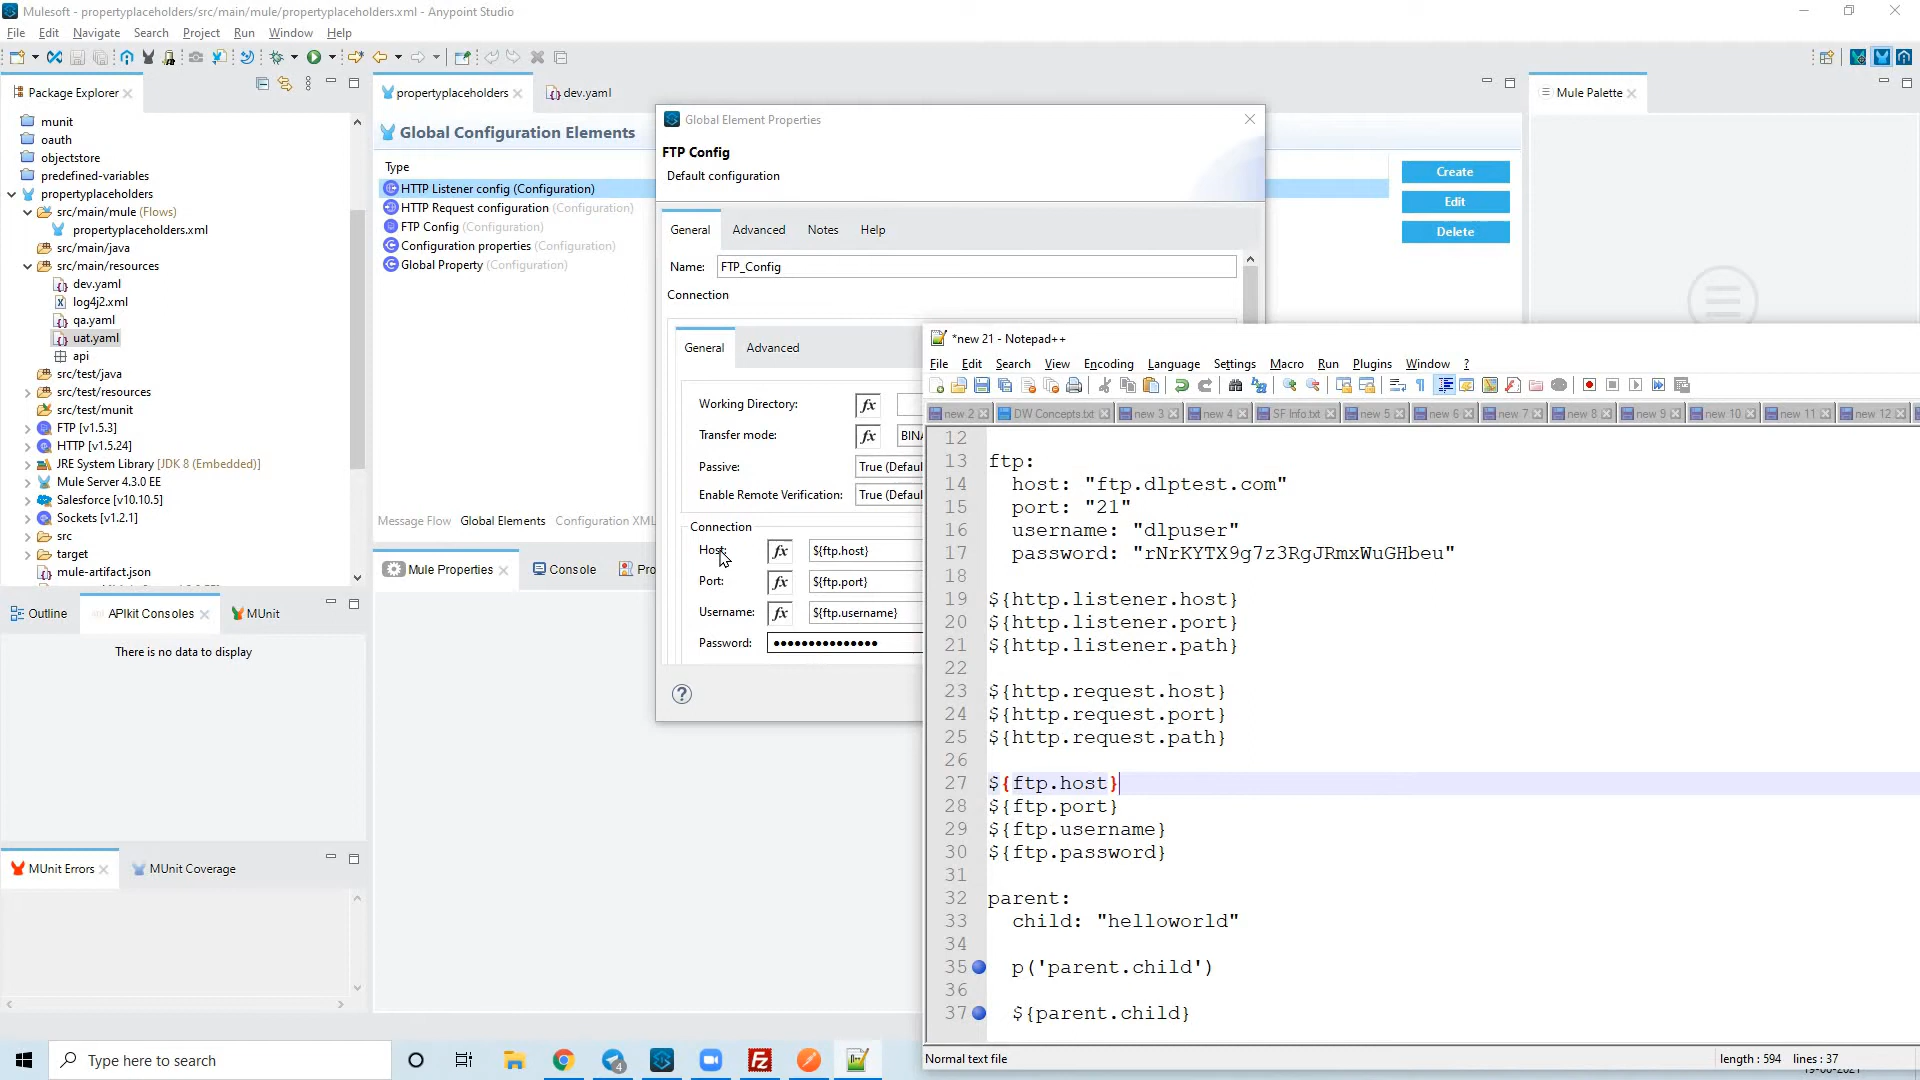 Mulesoft - propertyplaceholders/src/main/mule/propertyplaceholders.xml - Anypoint Studio
File Edit Navigate Search Project Run Window Help
Package Explorer
munit
oauth
objectstore
predefined-variables
propertyplaceholders
src/main/mule (Flows)
propertyplaceholders.xml
src/main/java
src/main/resources
dev.yaml
log4j2.xml
qa.yaml
uat.yaml
api
src/test/java
src/test/resources
src/test/munit
FTP [v1.5.3]
HTTP [v1.5.24]
JRE System Library [JDK 8 (Embedded)]
Mule Server 4.3.0 EE
Salesforce [v10.10.5]
Sockets [v1.2.1]
src
target
mule-artifact.json
Outline APIkit Consoles MUnit
There is no data to display
MUnit Errors MUnit Coverage
propertyplaceholders dev.yaml
Global Configuration Elements
Type
HTTP Listener config (Configuration)
HTTP Request configuration (Configuration)
FTP Config (Configuration)
Configuration properties (Configuration)
Global Property (Configuration)
Create
Edit
Delete
Message Flow Global Elements Configuration XML
Mule Properties Console Pro
Mule Palette
Global Element Properties
FTP Config
Default configuration
General Advanced Notes Help
Name: FTP_Config
Connection
General Advanced
Working Directory: fx
Transfer mode: fx BINA
Passive: True (Defau
Enable Remote Verification: True (Defau
Connection
Host: fx ${ftp.host}
Port: fx ${ftp.port}
Username: fx ${ftp.username}
Password: •••••••••••••••
?
*new 21 - Notepad++
File Edit Search View Encoding Language Settings Macro Run Plugins Window ?
new 2 DW Concepts.txt new 3 new 4 SF Info.txt new 5 new 6 new 7 new 8 new 9 new 10 new 11 new 12
12
13 ftp:
14 host: "ftp.dlptest.com"
15 port: "21"
16 username: "dlpuser"
17 password: "rNrKYTX9g7z3RgJRmxWuGHbeu"
18
19 ${http.listener.host}
20 ${http.listener.port}
21 ${http.listener.path}
22
23 ${http.request.host}
24 ${http.request.port}
25 ${http.request.path}
26
27 ${ftp.host}
28 ${ftp.port}
29 ${ftp.username}
30 ${ftp.password}
31
32 parent:
33 child: "helloworld"
34
35 p('parent.child')
36
37 ${parent.child}
Normal text file length : 594 lines : 37
Type here to search
4